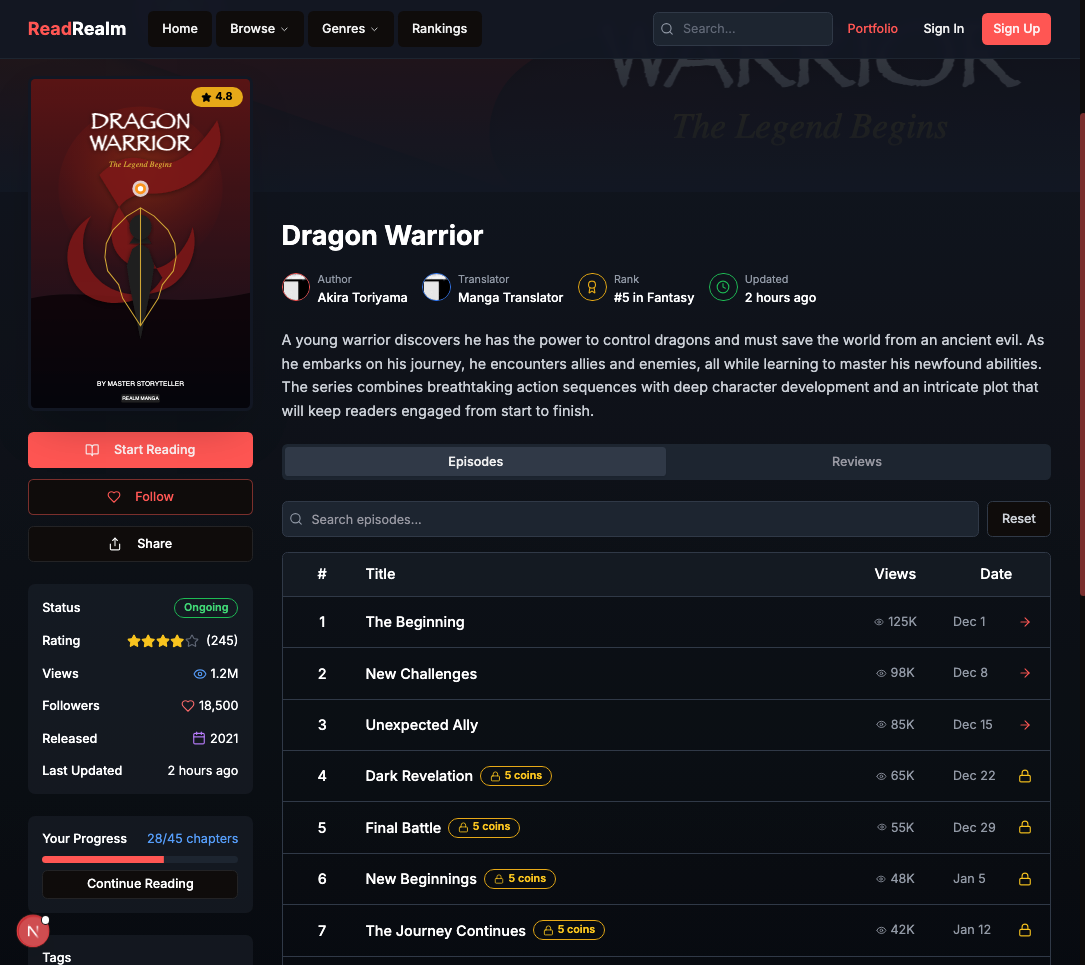 ReadRealm
Home
Browse
Genres
Rankings
Search...
Portfolio
Sign In
Sign Up
WARRIOR
The Legend Begins
4.8
DRAGON
WARRIOR
The Legend Begins
BY MASTER STORYTELLER
REALM MANGA
Start Reading
Follow
Share
Status
Ongoing
Rating
(245)
Views
1.2M
Followers
18,500
Released
2021
Last Updated
2 hours ago
Your Progress
28/45 chapters
Continue Reading
N
Tags
Dragon Warrior
Author
Akira Toriyama
Translator
Manga Translator
Rank
#5 in Fantasy
Updated
2 hours ago
A young warrior discovers he has the power to control dragons and must save the world from an ancient evil. As
he embarks on his journey, he encounters allies and enemies, all while learning to master his newfound abilities.
The series combines breathtaking action sequences with deep character development and an intricate plot that
will keep readers engaged from start to finish.
Episodes
Reviews
Search episodes...
Reset
# Title Views Date
1 The Beginning 125K Dec 1
2 New Challenges 98K Dec 8
3 Unexpected Ally 85K Dec 15
4 Dark Revelation 5 coins 65K Dec 22
5 Final Battle 5 coins 55K Dec 29
6 New Beginnings 5 coins 48K Jan 5
7 The Journey Continues 5 coins 42K Jan 12